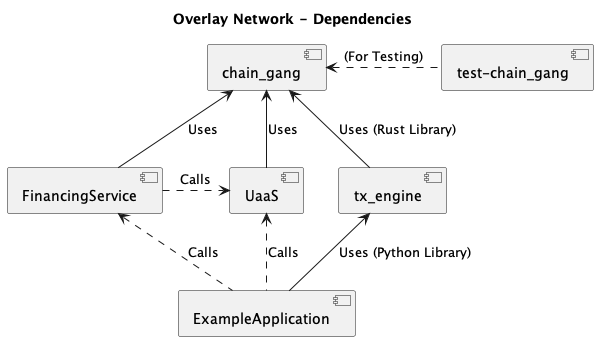 Overlay Network - Dependencies
chain_gang
(For Testing)
test-chain_gang
Uses
Uses
Uses (Rust Library)
FinancingService
Calls
UaaS
tx_engine
Calls
Calls
Uses (Python Library)
ExampleApplication